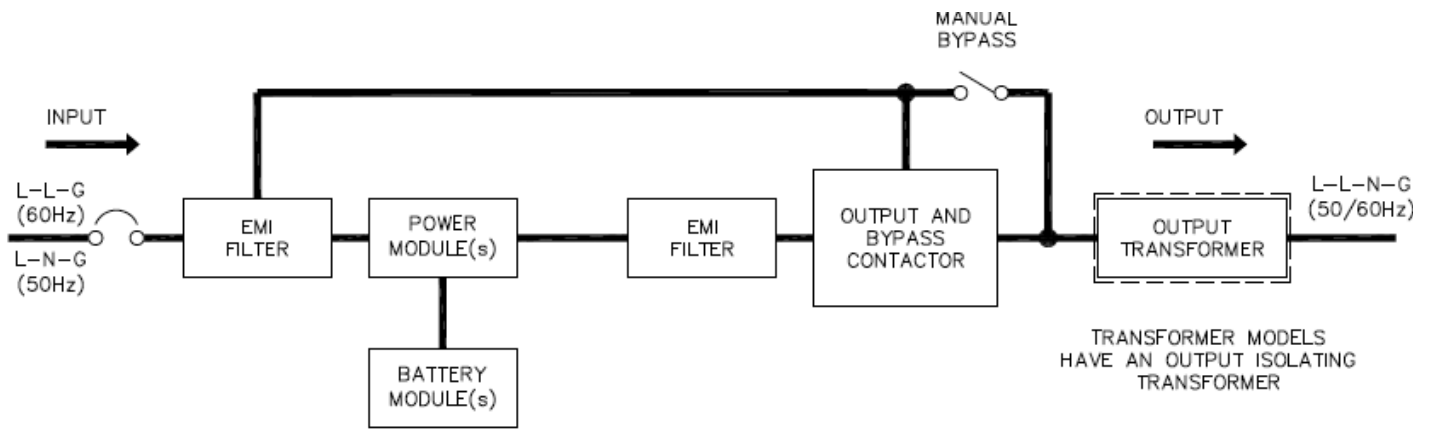 MANUAL
BYPASS
INPUT
OUTPUT
L-L-G
(60Hz)
L-N-G
(50Hz)
EMI
FILTER
POWER
MODULE(s)
EMI
FILTER
OUTPUT AND
BYPASS
CONTACTOR
OUTPUT
TRANSFORMER
L-L-N-G
(50/60Hz)
BATTERY
MODULE(s)
TRANSFORMER MODELS
HAVE AN OUTPUT ISOLATING
TRANSFORMER